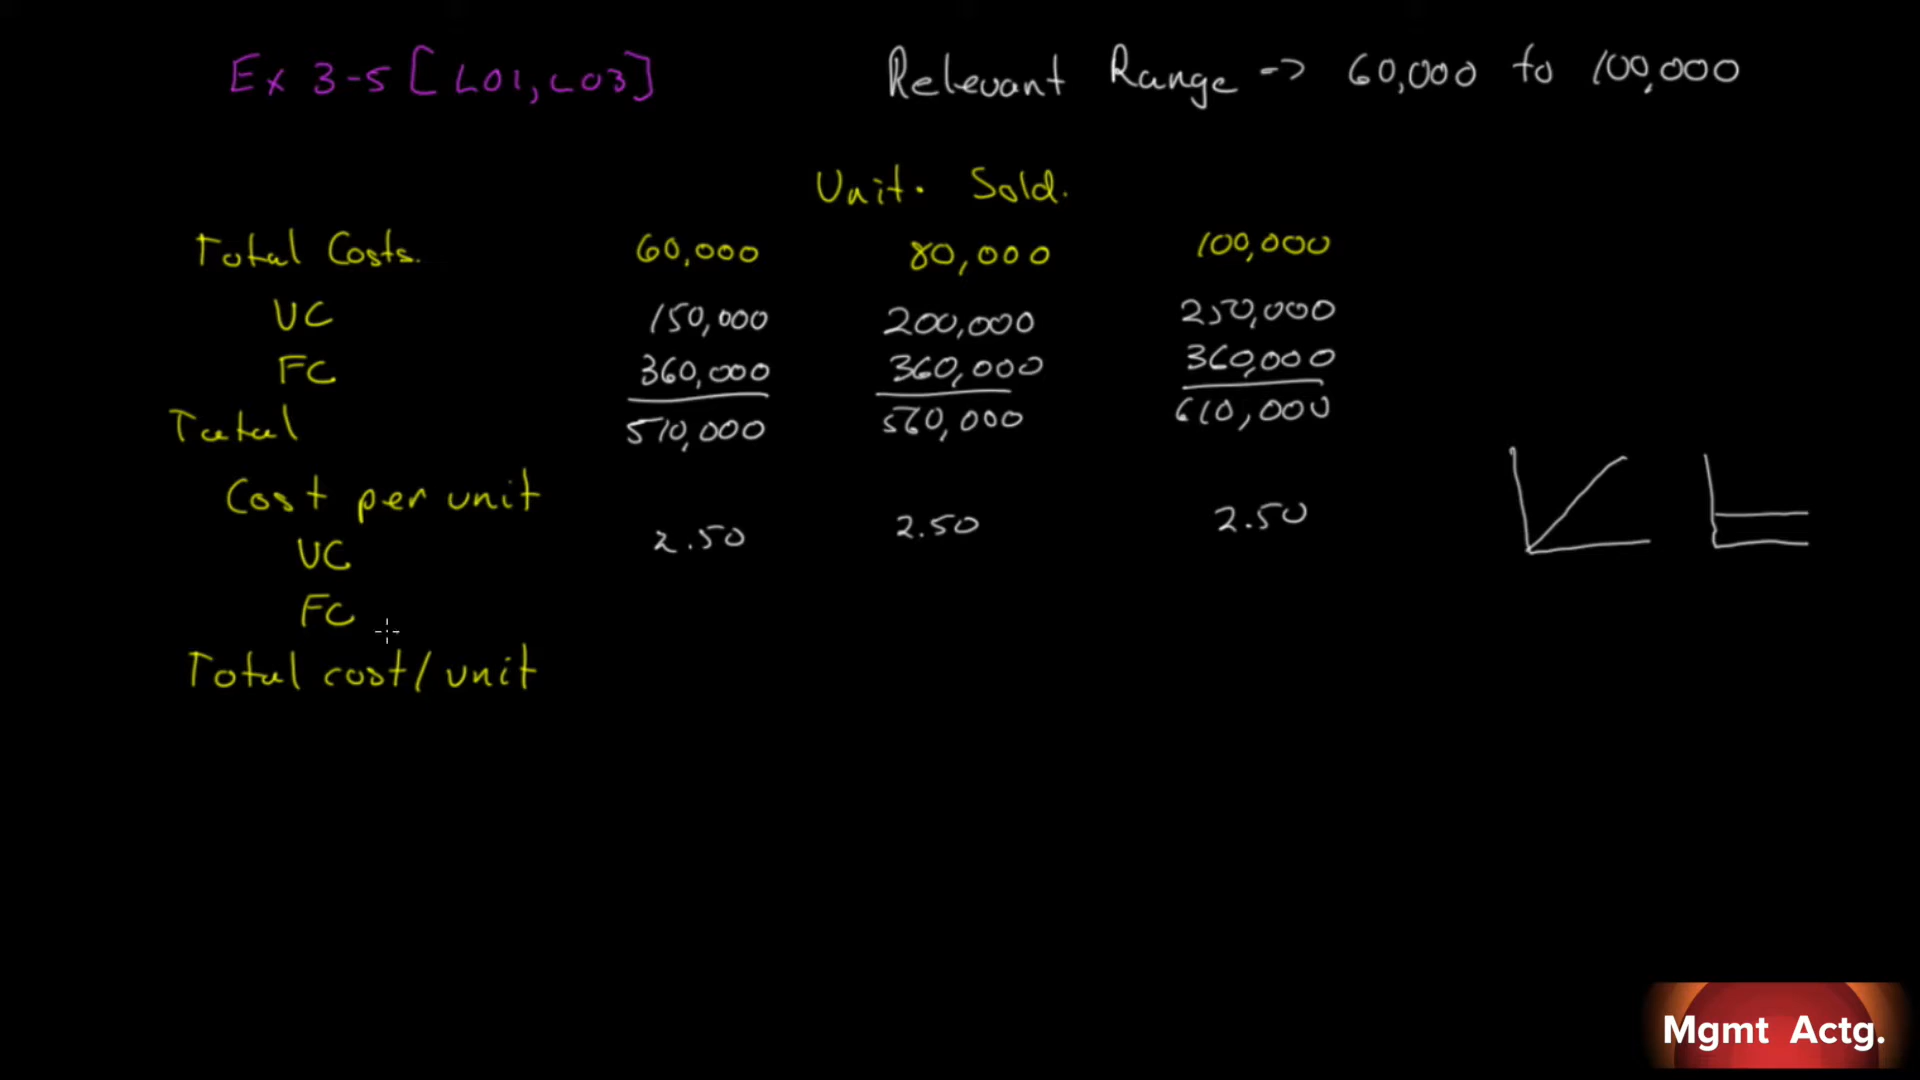 Ex 3-5 [LO1, LO3]
Relevant Range -> 60,000 to 100,000
Unit. Sold.
Total Costs. 60,000 80,000 100,000
VC 150,000 200,000 250,000
FC 360,000 360,000 360,000
Total 510,000 560,000 610,000
Cost per unit
VC 2.50 2.50 2.50
FC
Total cost/unit
Mgmt Actg.